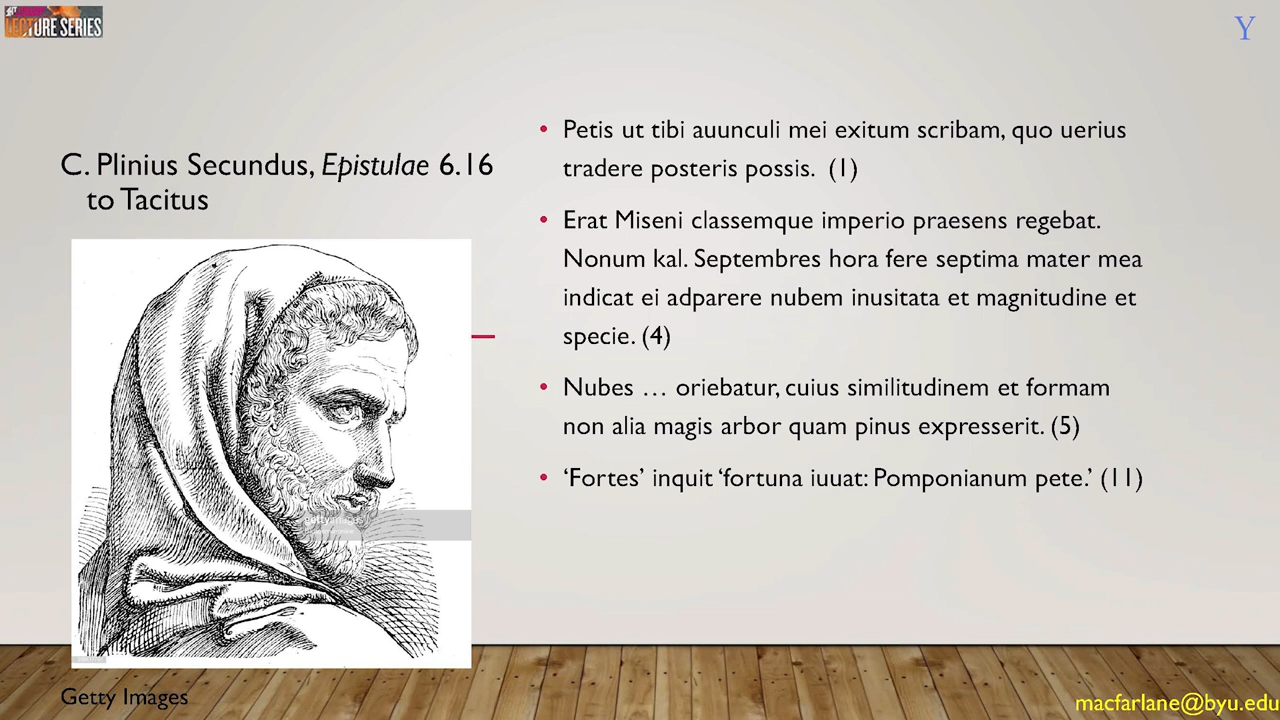 LECTURE SERIES
Y
C. Plinius Secundus, Epistulae 6.16
to Tacitus
• Petis ut tibi auunculi mei exitum scribam, quo uerius
tradere posteris possis. (1)
• Erat Miseni classemque imperio praesens regebat.
Nonum kal. Septembres hora fere septima mater mea
indicat ei adparere nubem inusitata et magnitudine et
specie. (4)
• Nubes … oriebatur, cuius similitudinem et formam
non alia magis arbor quam pinus expresserit. (5)
• ‘Fortes’ inquit ‘fortuna iuuat: Pomponianum pete.’ (11)
gettyimages
Getty Images
macfarlane@byu.edu